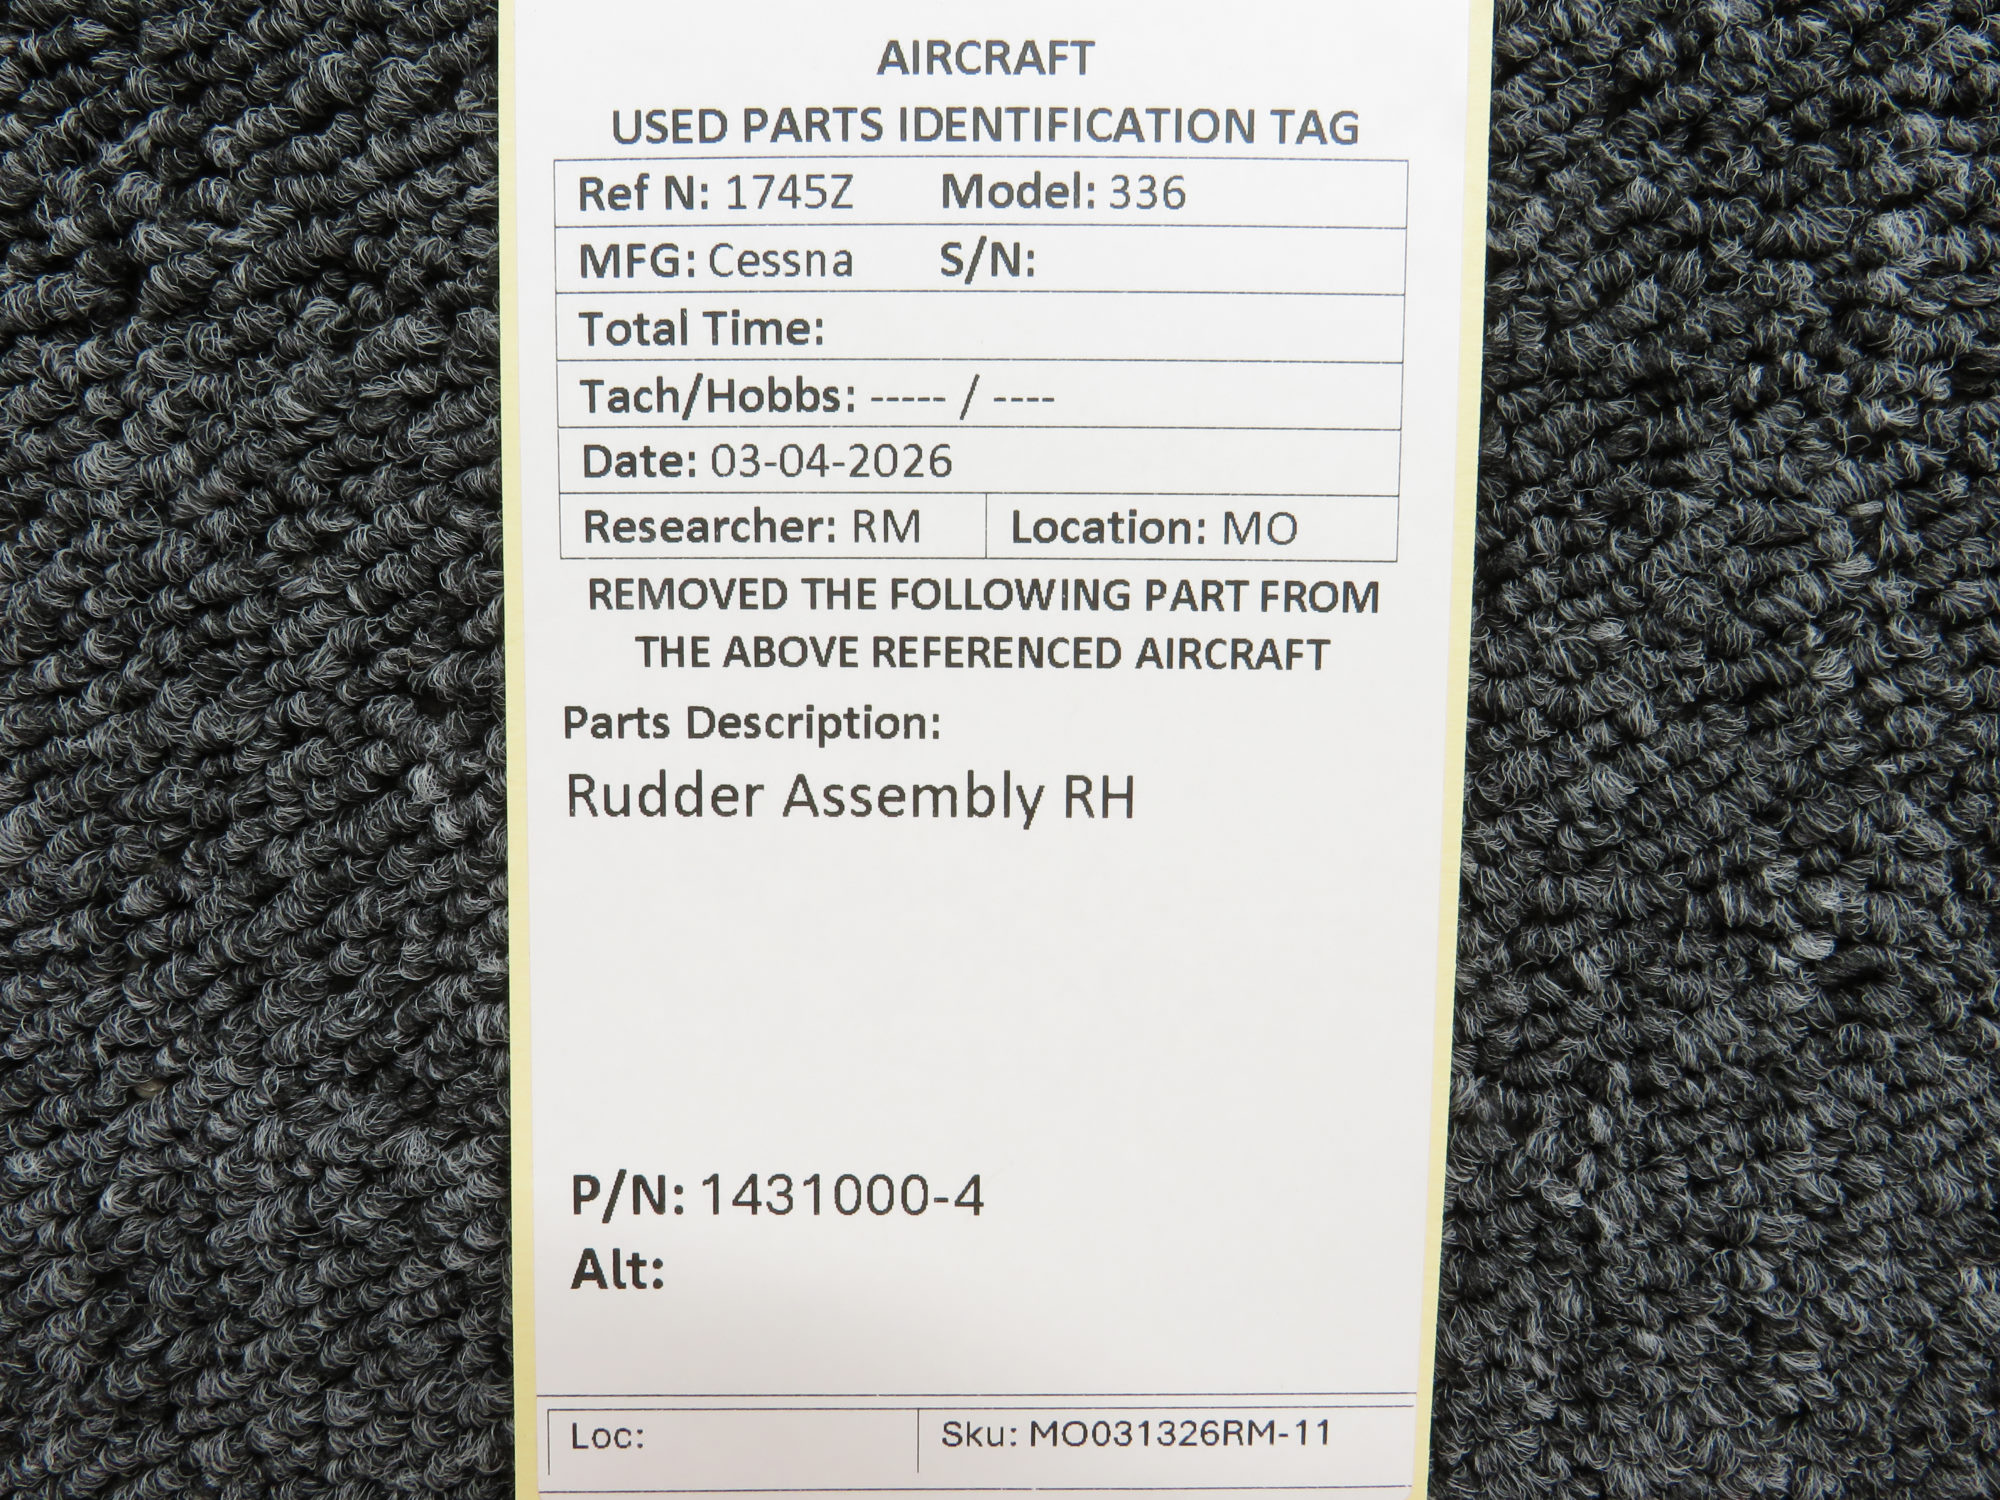 AIRCRAFT
USED PARTS IDENTIFICATION TAG
Ref N: 1745Z Model: 336
MFG: Cessna S/N:
Total Time:
Tach/Hobbs: ----- / ----
Date: 03-04-2026
Researcher: RM Location: MO
REMOVED THE FOLLOWING PART FROM
THE ABOVE REFERENCED AIRCRAFT
Parts Description:
Rudder Assembly RH
P/N: 1431000-4
Alt:
Loc: Sku: MO031326RM-11